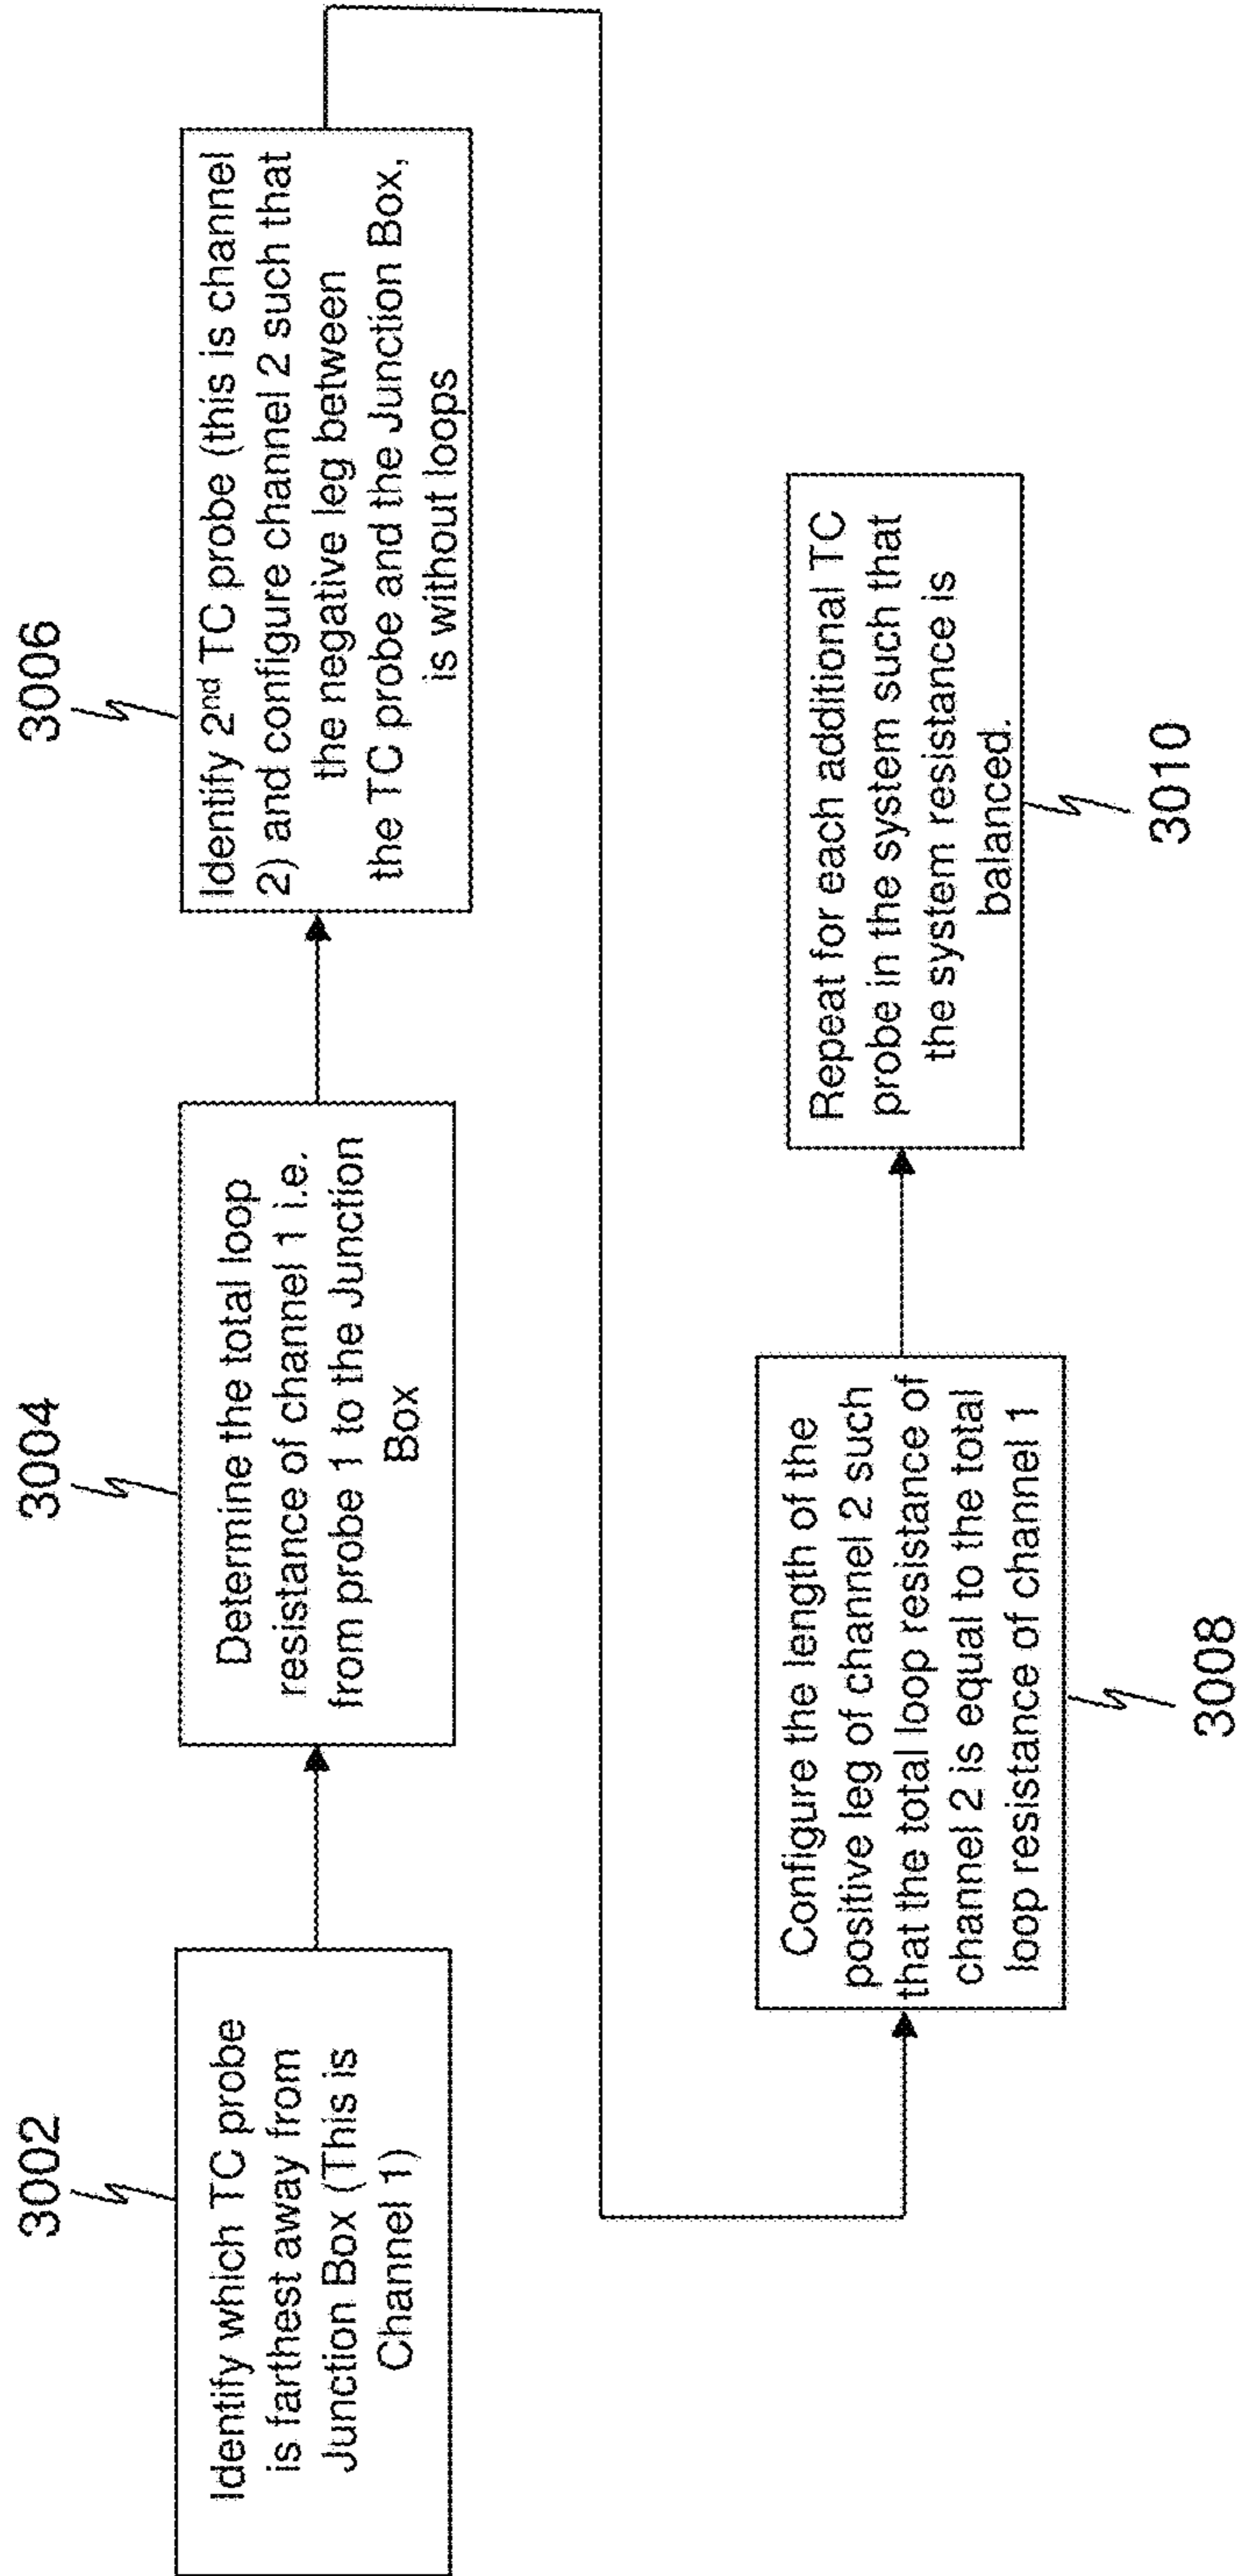 3002
Identify which TC probe
is farthest away from
Junction Box (This is
Channel 1)
3004
Determine the total loop
resistance of channel 1 i.e.
from probe 1 to the Junction
Box
3006
Identify 2nd TC probe (this is channel
2) and configure channel 2 such that
the negative leg between
the TC probe and the Junction Box,
is without loops
Configure the length of the
positive leg of channel 2 such
that the total loop resistance of
channel 2 is equal to the total
loop resistance of channel 1
3008
Repeat for each additional TC
probe in the system such that
the system resistance is
balanced.
3010